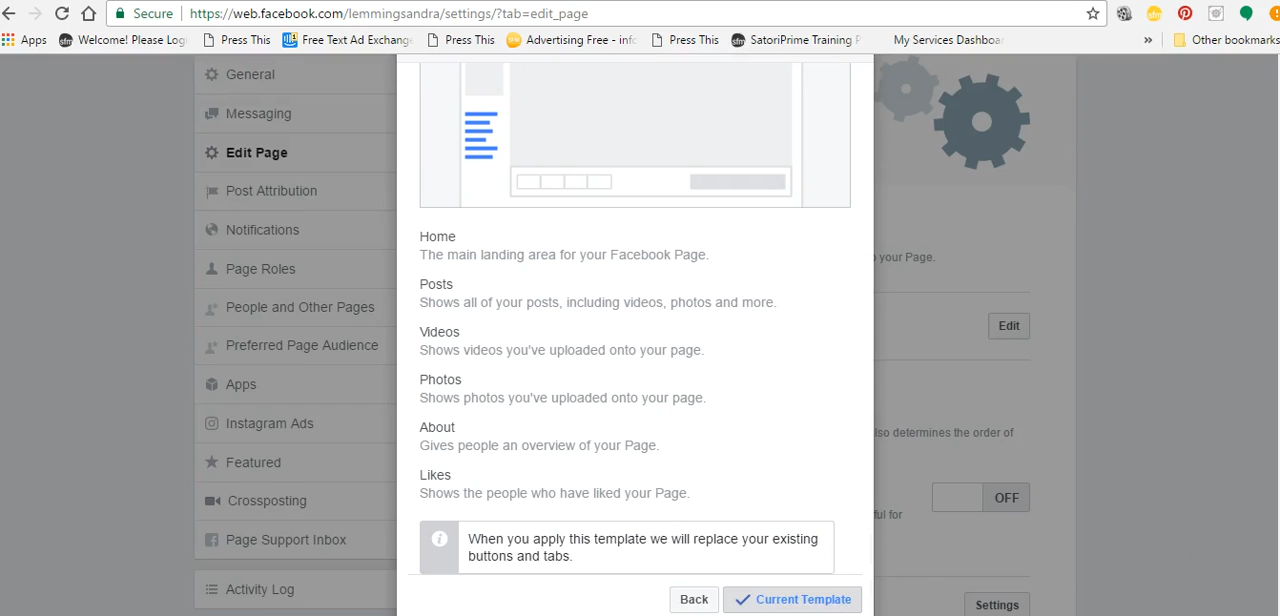 Secure | https://web.facebook.com/lemmingsandra/settings/?tab=edit_page
Apps sfm Welcome! Please Log Press This Free Text Ad Exchang Press This Advertising Free - info Press This sfm SatoriPrime Training P My Services Dashboar » Other bookmarks
General
Messaging
Edit Page
Post Attribution
Notifications
Page Roles
People and Other Pages
Preferred Page Audience
Apps
Instagram Ads
Featured
Crossposting
Page Support Inbox
Activity Log
Home
The main landing area for your Facebook Page.
Posts
Shows all of your posts, including videos, photos and more.
Videos
Shows videos you've uploaded onto your page.
Photos
Shows photos you've uploaded onto your page.
About
Gives people an overview of your Page.
Likes
Shows the people who have liked your Page.
When you apply this template we will replace your existing
buttons and tabs.
Back
Current Template
your Page.
Edit
lso determines the order of
OFF
ful for
Settings